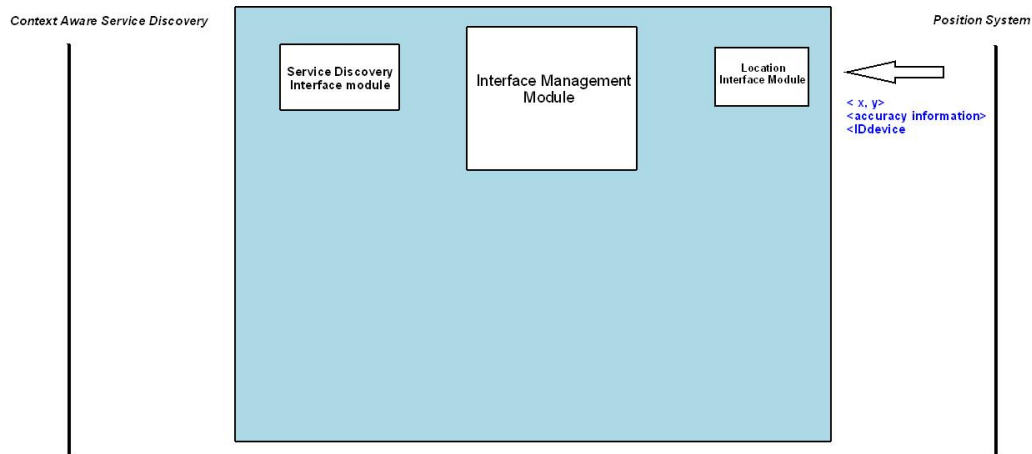 Context Aware Service Discovery
Position System
Service Discovery
Interface module
Interface Management
Module
Location
Interface Module
< x, y>
<accuracy information>
<IDdevice